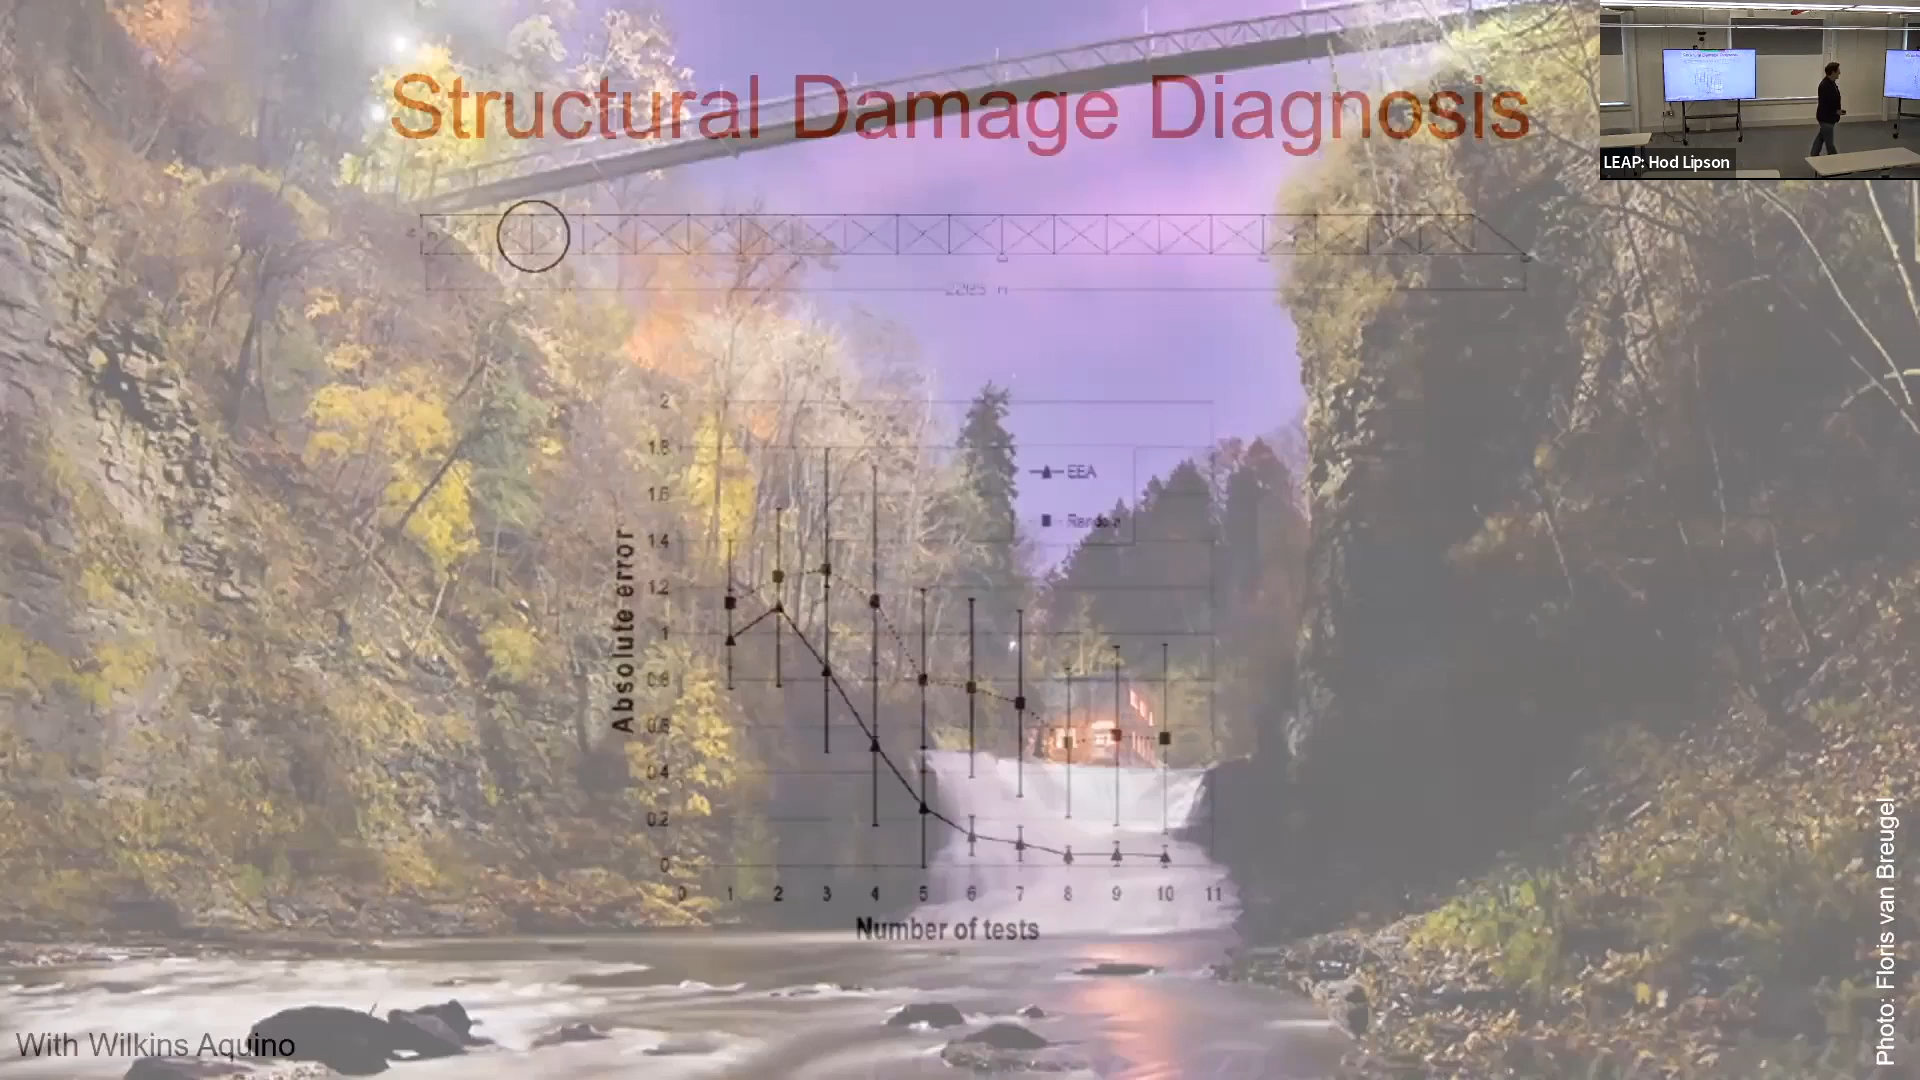 Structural Damage Diagnosis
LEAP: Hod Lipson
2
1.8
EEA
1.6
1.4
1.2
1
0.8
0.6
0.4
0.2
0
Absolute error
0 1 2 3 4 5 6 7 8 9 10 11
Number of tests
With Wilkins Aquino
Photo: Floris van Breugel